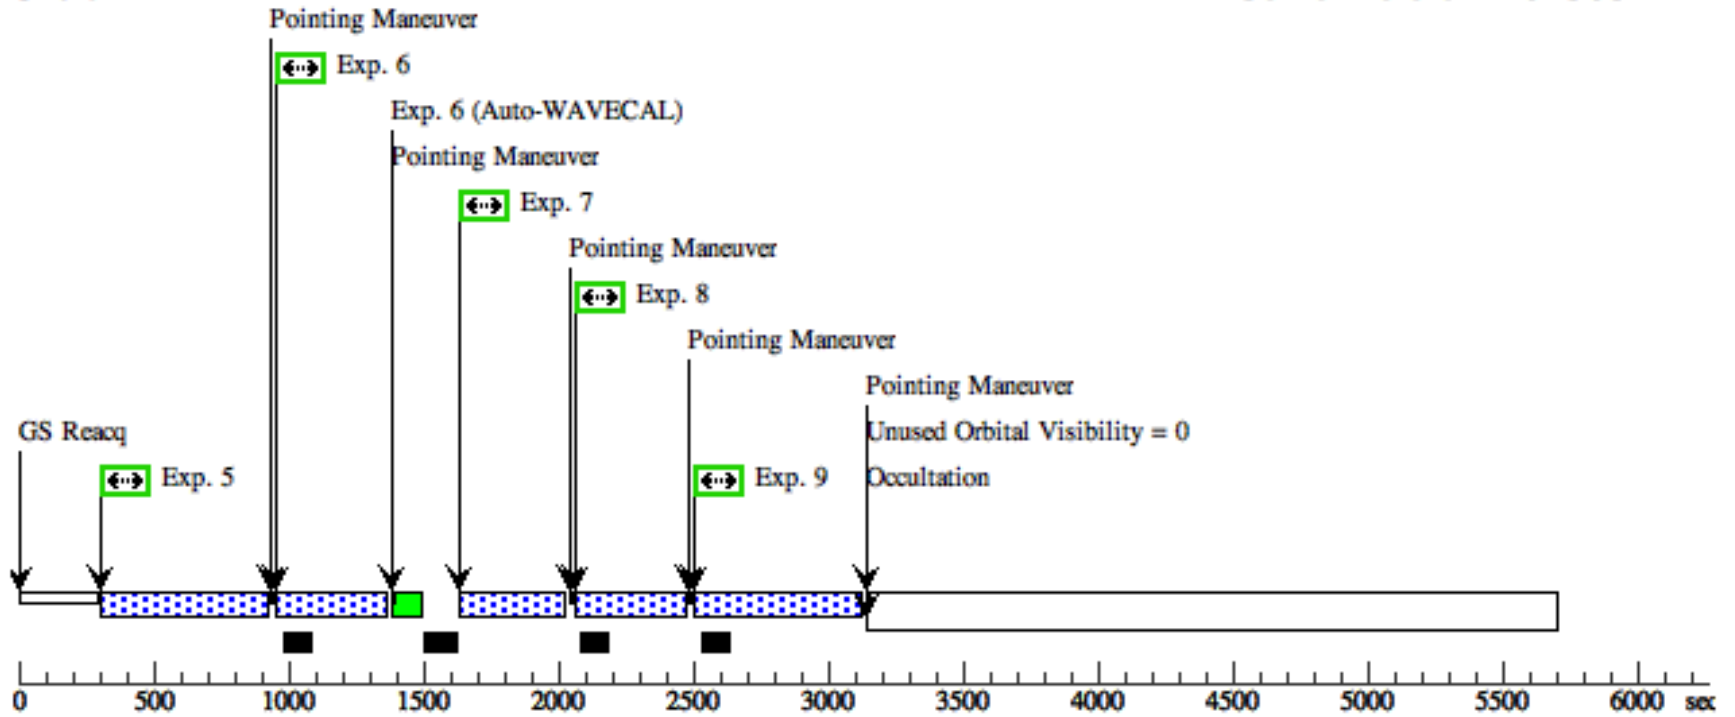 Pointing Maneuver
Exp. 6
Exp. 6 (Auto-WAVECAL)
Pointing Maneuver
Exp. 7
Pointing Maneuver
Exp. 8
Pointing Maneuver
Pointing Maneuver
GS Reacq
Unused Orbital Visibility = 0
Exp. 5
Exp. 9
Occultation
0 500 1000 1500 2000 2500 3000 3500 4000 4500 5000 5500 6000 sec